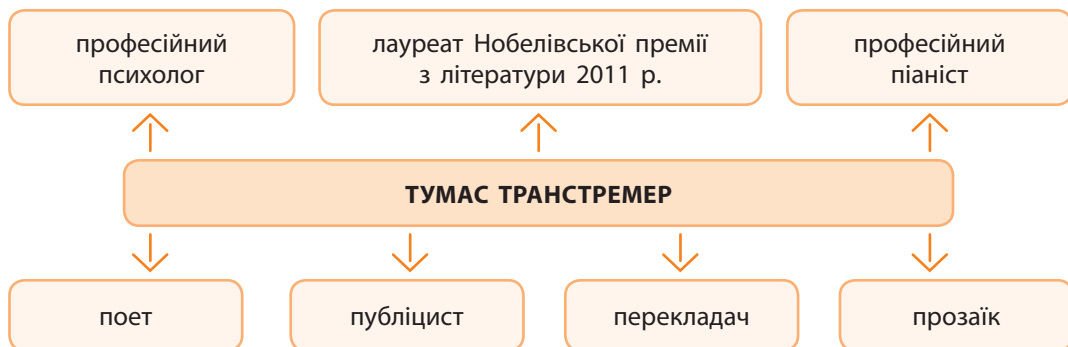 професійний
психолог
лауреат Нобелівської премії
з літератури 2011 р.
професійний
піаніст
ТУМАС ТРАНСТРЕМЕР
поет
публіцист
перекладач
прозаїк